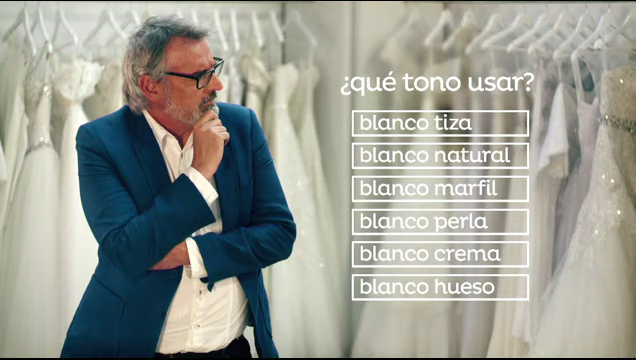 ¿qué tono usar?
blanco tiza
blanco natural
blanco marfil
blanco perla
blanco crema
blanco hueso